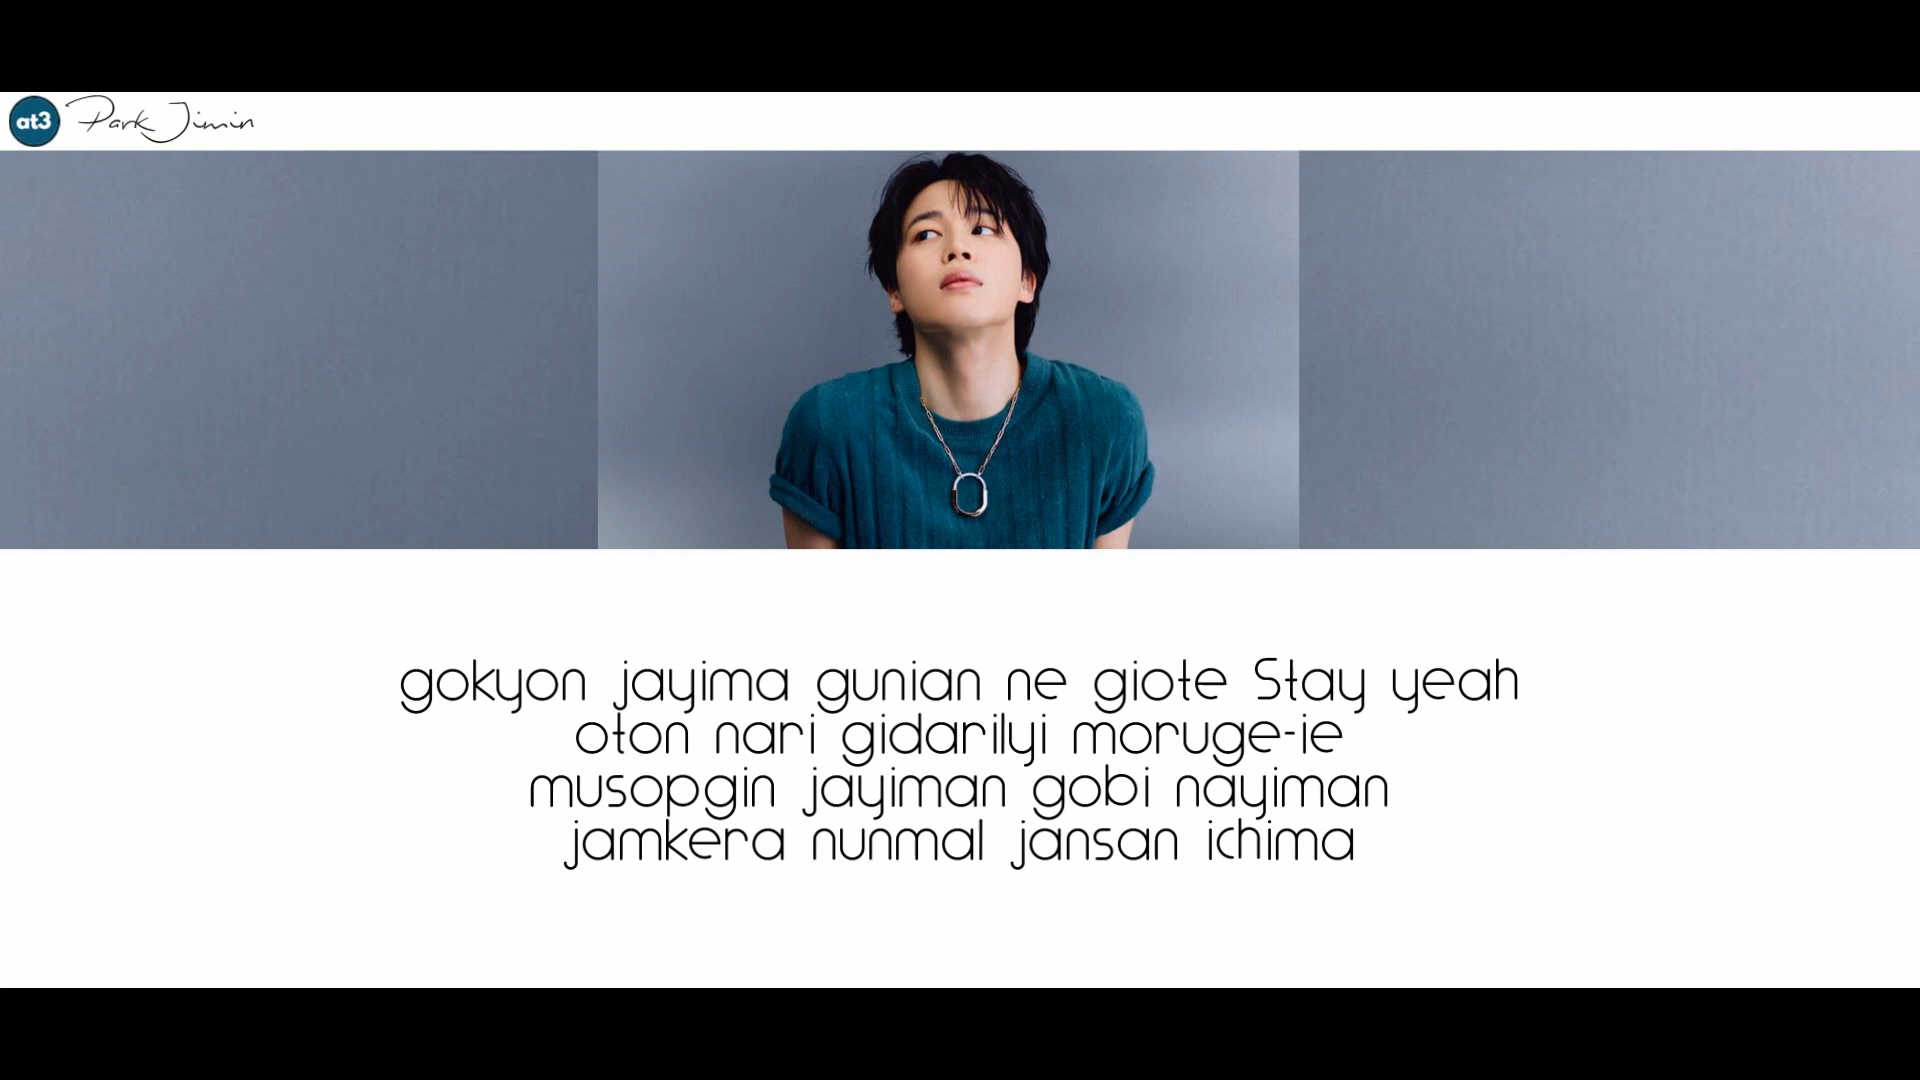 at3 Park Jimin
gokyon jayima gunian ne giote Stay yeah
oton nari gidarilyi moruge-ie
musopgin jayiman gobi nayiman
jamkera nunmal jansan ichima